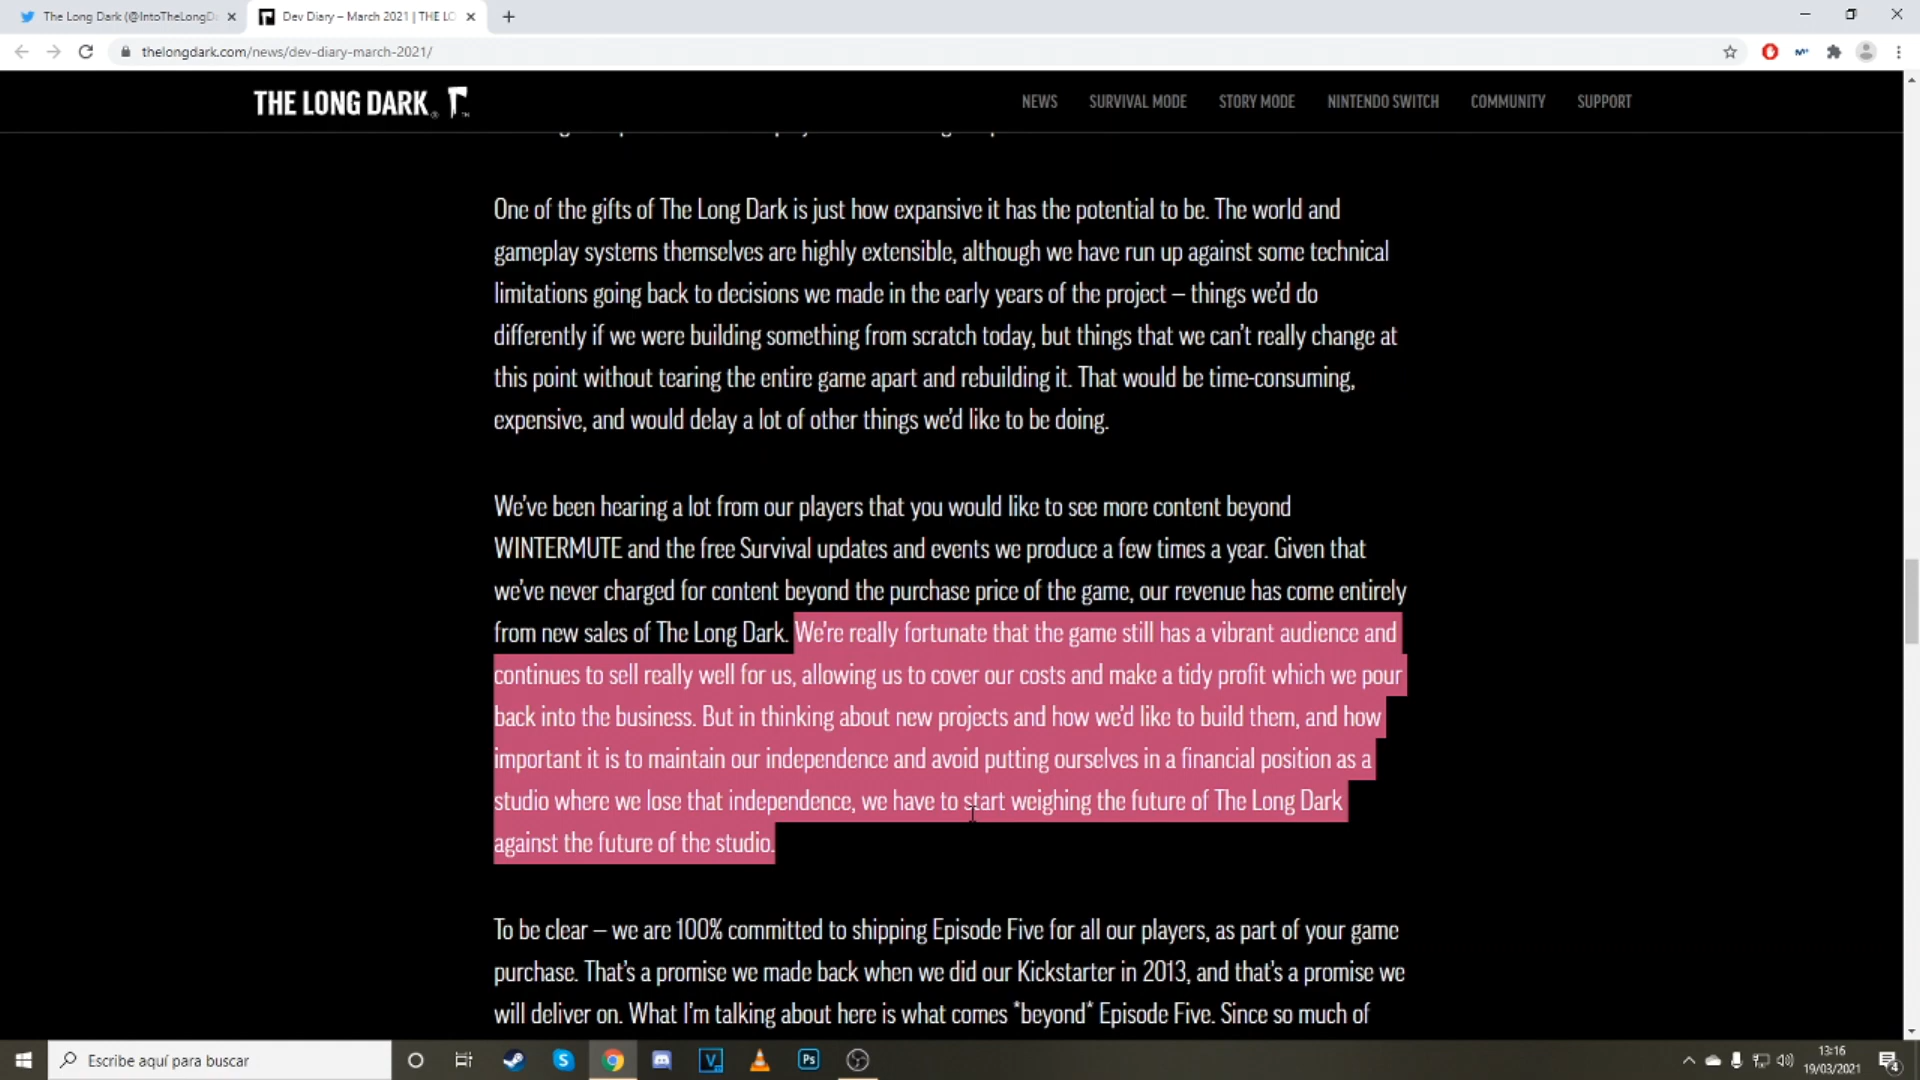 The Long Dark (@IntoTheLongD
Dev Diary – March 2021 | THE LO
thelongdark.com/news/dev-diary-march-2021/
THE LONG DARK
NEWS SURVIVAL MODE STORY MODE NINTENDO SWITCH COMMUNITY SUPPORT
One of the gifts of The Long Dark is just how expansive it has the potential to be. The world and
gameplay systems themselves are highly extensible, although we have run up against some technical
limitations going back to decisions we made in the early years of the project – things we'd do
differently if we were building something from scratch today, but things that we can't really change at
this point without tearing the entire game apart and rebuilding it. That would be time-consuming,
expensive, and would delay a lot of other things we'd like to be doing.
We've been hearing a lot from our players that you would like to see more content beyond
WINTERMUTE and the free Survival updates and events we produce a few times a year. Given that
we've never charged for content beyond the purchase price of the game, our revenue has come entirely
from new sales of The Long Dark. We're really fortunate that the game still has a vibrant audience and
continues to sell really well for us, allowing us to cover our costs and make a tidy profit which we pour
back into the business. But in thinking about new projects and how we'd like to build them, and how
important it is to maintain our independence and avoid putting ourselves in a financial position as a
studio where we lose that independence, we have to start weighing the future of The Long Dark
against the future of the studio.
To be clear – we are 100% committed to shipping Episode Five for all our players, as part of your game
purchase. That's a promise we made back when we did our Kickstarter in 2013, and that's a promise we
will deliver on. What I'm talking about here is what comes *beyond* Episode Five. Since so much of
Escribe aquí para buscar
13:16
19/03/2021